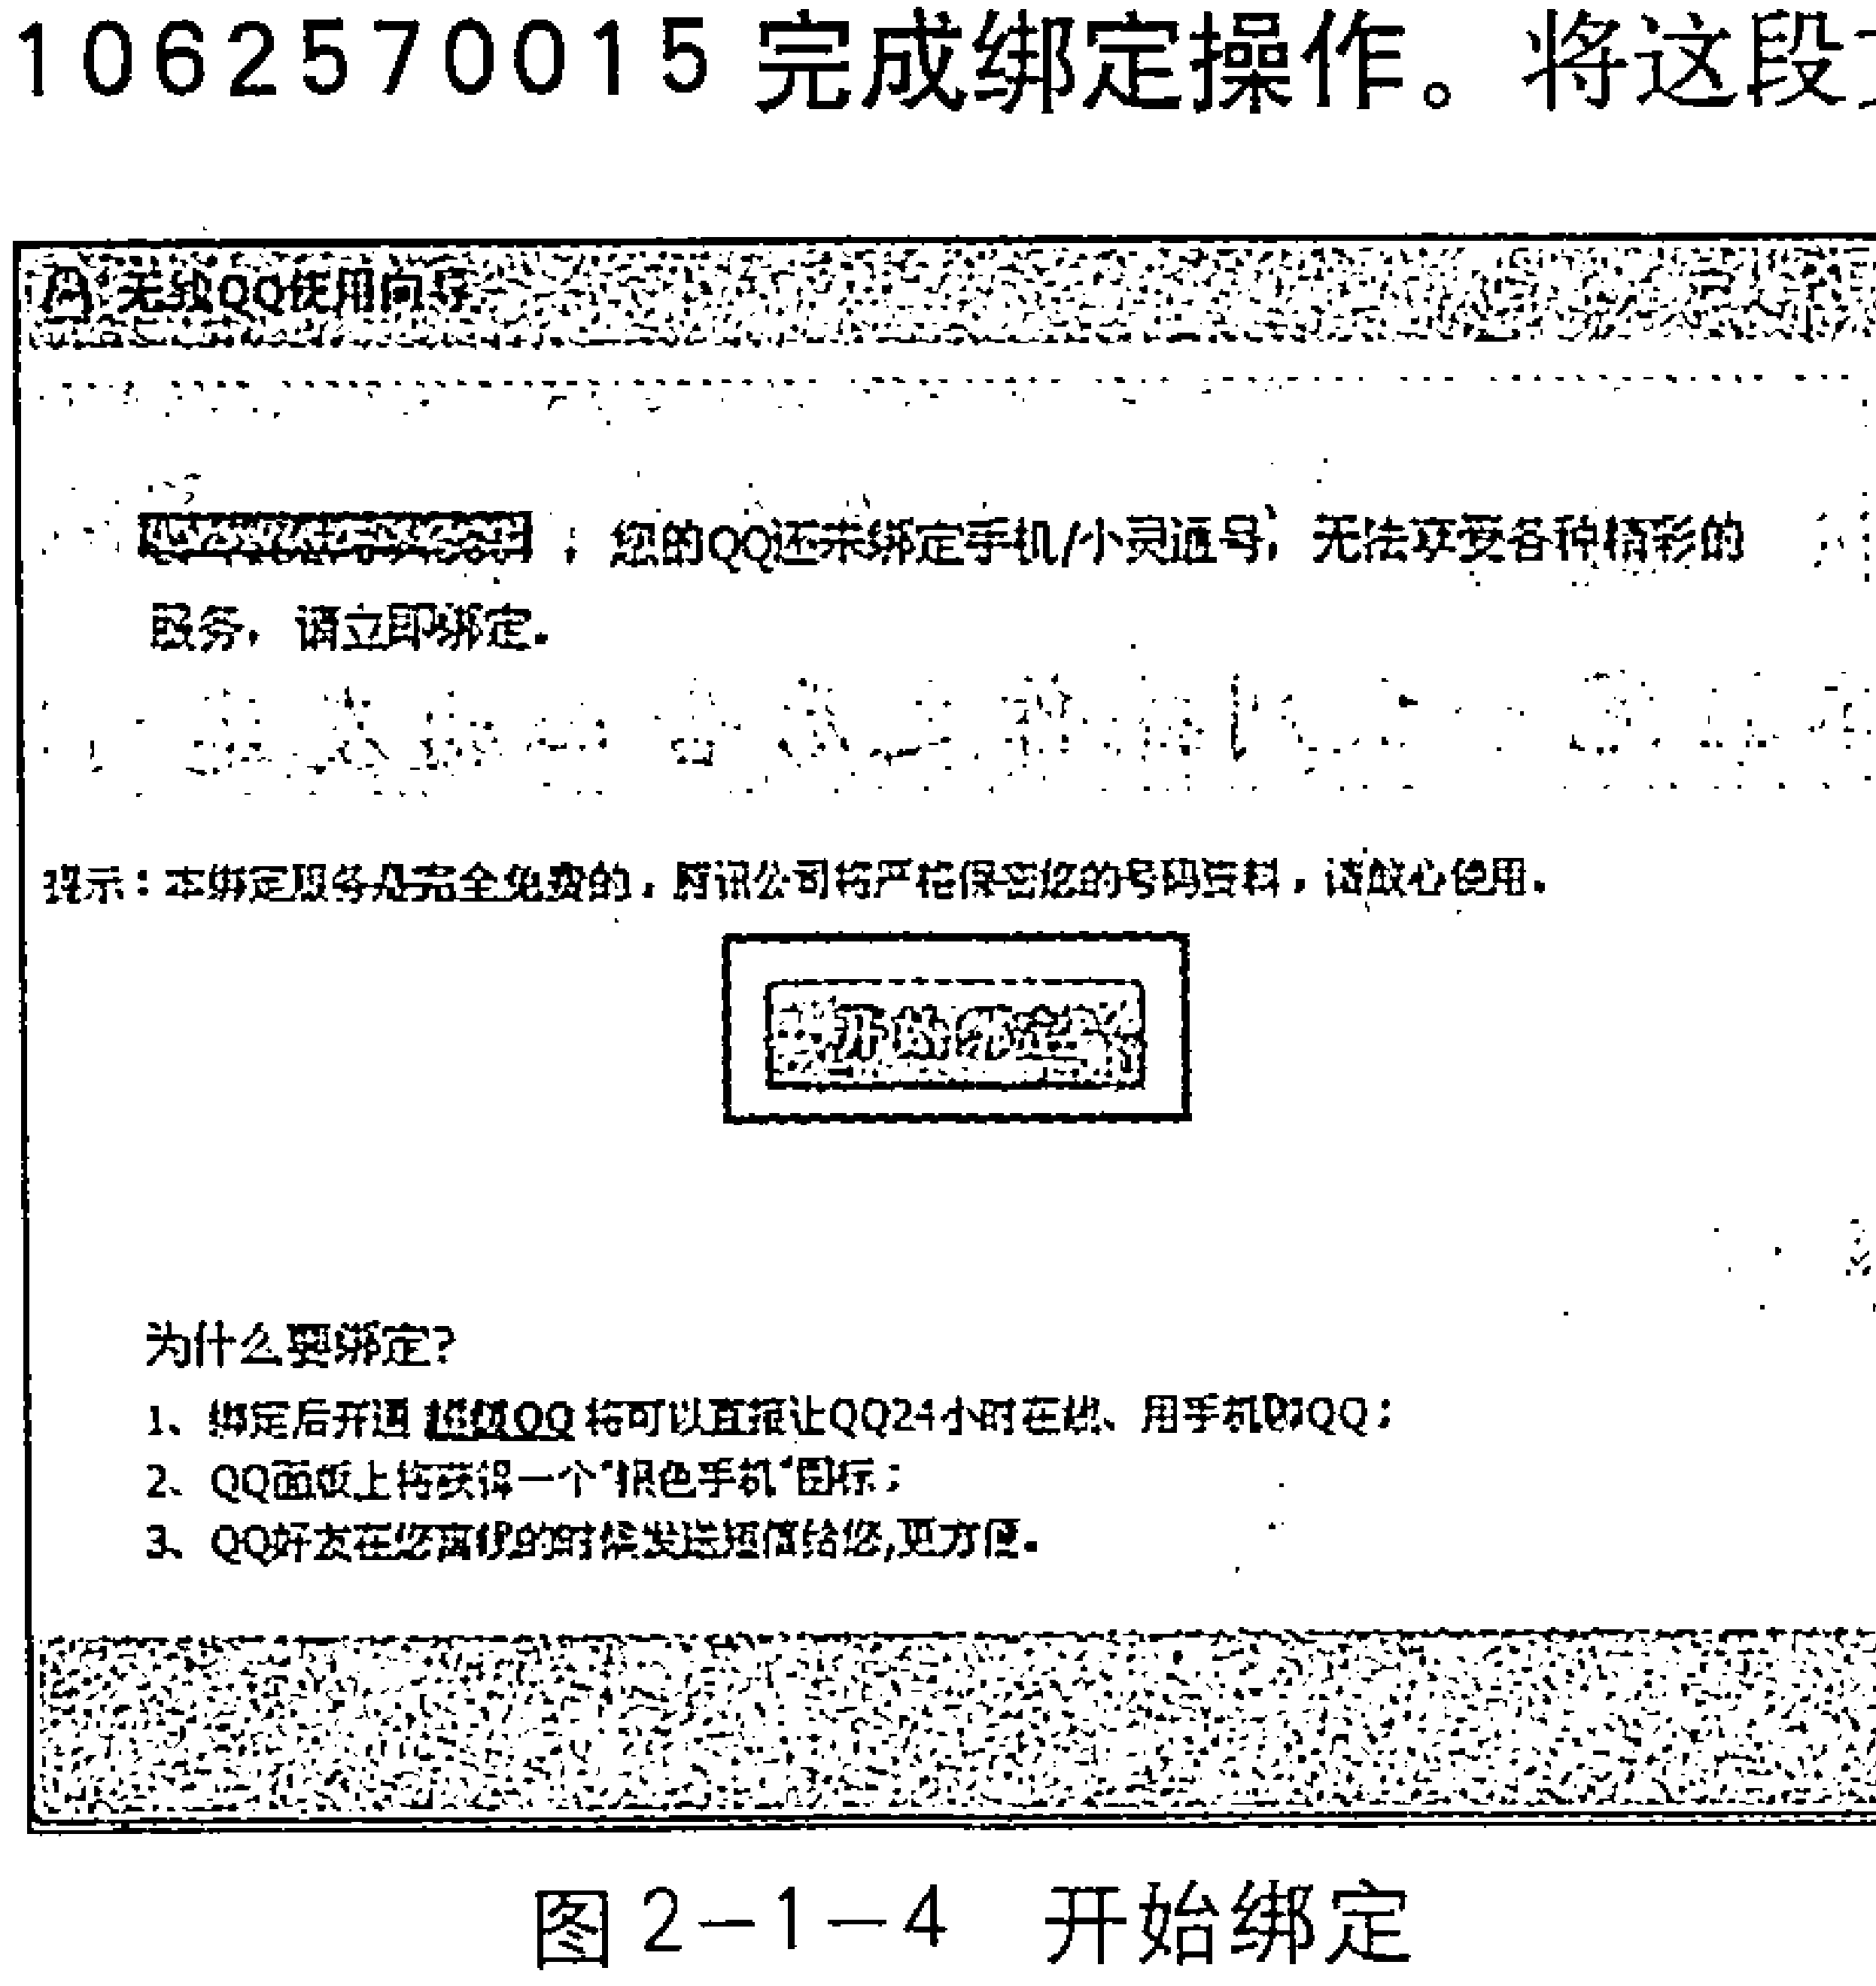 1062570015 完成绑定操作。将这段
无线QQ使用向导
您的QQ还未绑定手机/小灵通号，无法享受各种精彩的
服务，请立即绑定。
提示：本绑定服务是完全免费的，腾讯公司将严格保密您的号码资料，请放心使用。
开始绑定
为什么要绑定?
1、绑定后开通 超级QQ 将可以直接让QQ24小时在线、用手机聊QQ；
2、QQ面板上将获得一个"银色手机"图标；
3、QQ好友在您离线的时候发送短信给您,更方便。
图 2-1-4 开始绑定